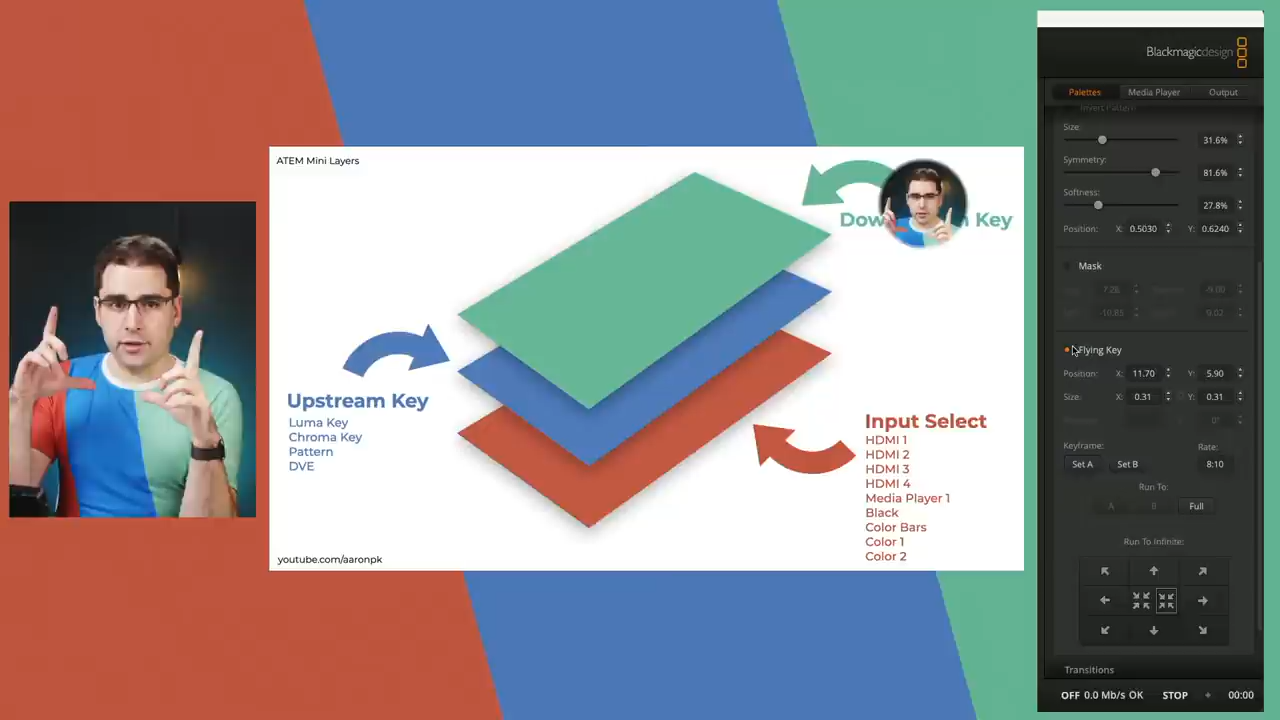 ATEM Mini Layers
Key
Upstream Key
Luma Key
Chroma Key
Pattern
DVE
Input Select
HDMI 1
HDMI 2
HDMI 3
HDMI 4
Media Player 1
Black
Color Bars
Color 1
Color 2
youtube.com/aaronpk
Blackmagicdesign
Palettes Media Player Output
Invert Pattern
Size:
31.6%
Symmetry:
81.6%
Softness:
27.8%
Position: X: 0.5030 Y: 0.6240
Mask
Flying Key
Position: X: 11.70 Y: 5.90
Size: X: 0.31 Y: 0.31
Keyframe: Rate:
Set A Set B 8:10
Run To:
A B Full
Run To Infinite:
Transitions
OFF 0.0 Mb/s OK STOP 00:00